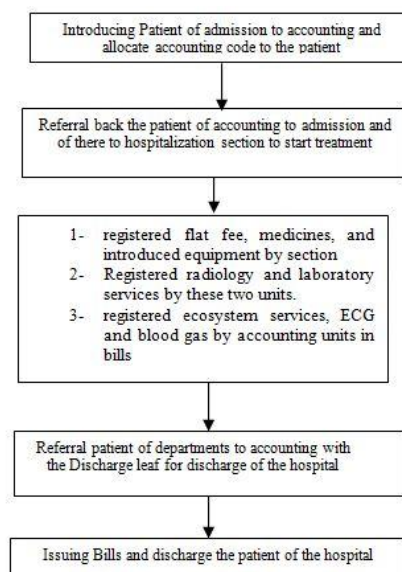 Introducing Patient of admission to accounting and
allocate accounting code to the patient
Referral back the patient of accounting to admission and
of there to hospitalization section to start treatment
1- registered flat fee, medicines, and
introduced equipment by section
2- Registered radiology and laboratory
services by these two units.
3- registered ecosystem services, ECG
and blood gas by accounting units in
bills
Referral patient of departments to accounting with
the Discharge leaf for discharge of the hospital
Issuing Bills and discharge the patient of the hospital